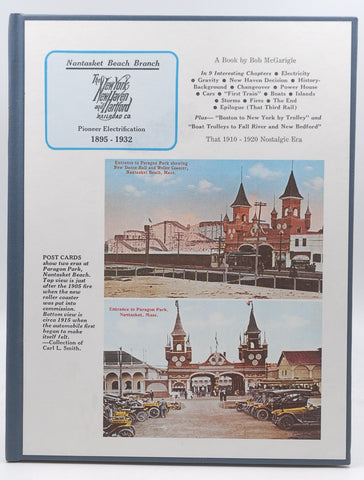 Nantasket Beach Branch
The New York,
New Haven
and Hartford
RAILROAD CO.
Pioneer Electrification
1895 - 1932
A Book by Bob McGarigle
In 9 Interesting Chapters • Electricity
• Gravity • New Haven Decision • History-
Background • Changeover • Power House
• Cars • "First Train" • Boats • Islands
• Storms • Fires • The End
• Epilogue (That Third Rail)
Plus— "Boston to New York by Trolley" and
"Boat Trolleys to Fall River and New Bedford"
That 1910 - 1920 Nostalgic Era
Entrance to Paragon Park showing
New Dance Hall and Roller Coaster,
Nantasket Beach, Mass.
POST CARDS
show two eras at
Paragon Park,
Nantasket Beach.
Top view is just
after the 1905 fire
when the new
roller coaster
was put into
commission.
Bottom view is
circa 1915 when
the automobile first
began to make
itself felt.
—Collection of
Carl L. Smith.
Entrance to Paragon Park,
Nantasket, Mass.